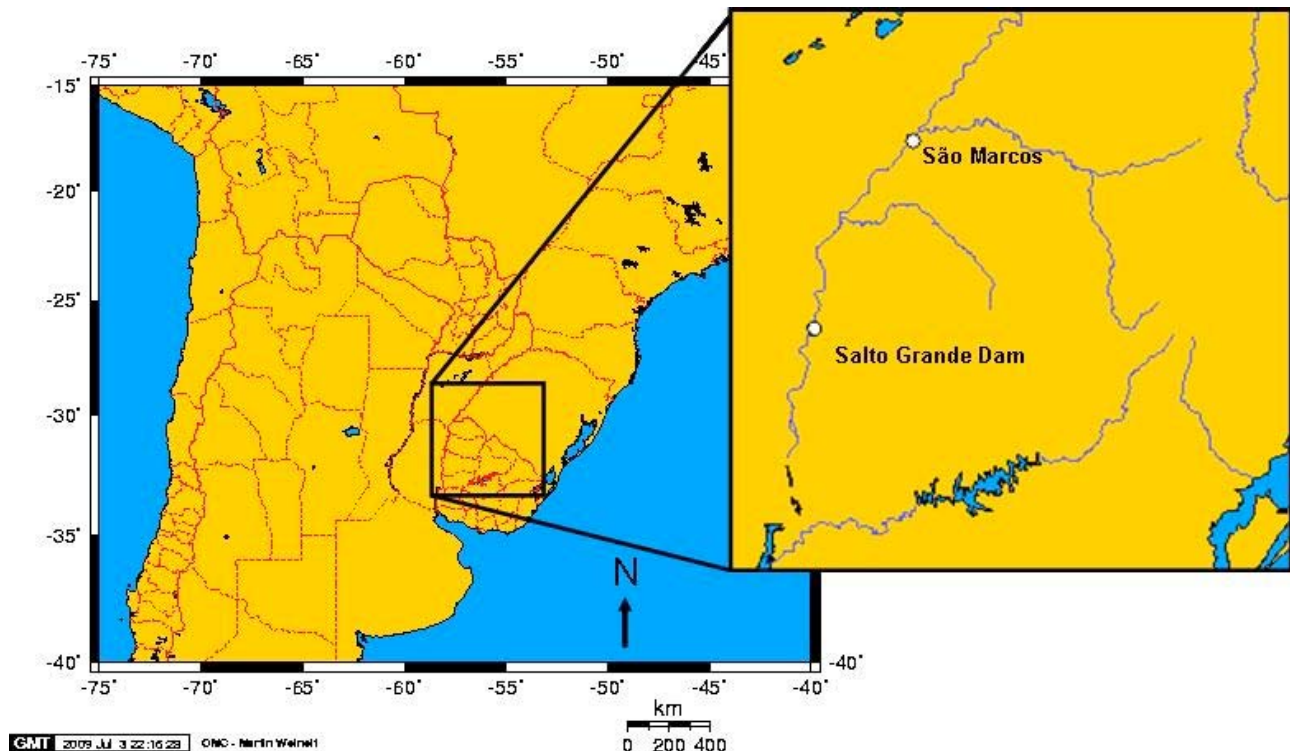 -75° -70° -65° -60° -55° -50° -45°
-15°
-20°
-25°
-30°
-35°
-40° -40°
-75° -70° -65° -60° -55° -50° -45° -40°
São Marcos
Salto Grande Dam
N
km
0 200 400
GMT 2009 Jul 3 22:16:23 OMC - Martin Weinelt